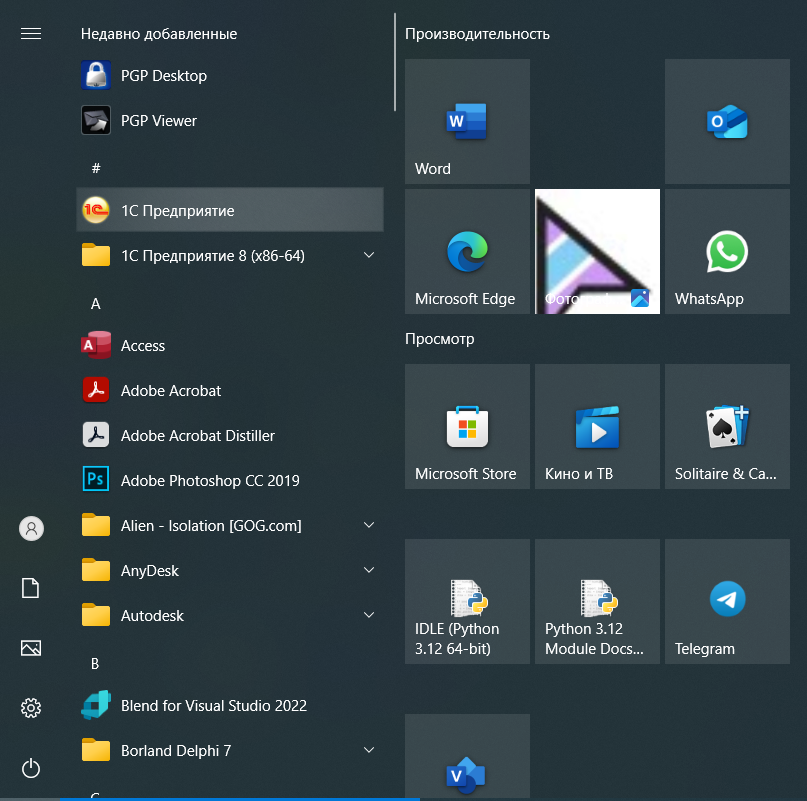 Недавно добавленные
PGP Desktop
PGP Viewer
#
1С Предприятие
1С Предприятие 8 (x86-64)
A
Access
Adobe Acrobat
Adobe Acrobat Distiller
Adobe Photoshop CC 2019
Alien - Isolation [GOG.com]
AnyDesk
Autodesk
B
Blend for Visual Studio 2022
Borland Delphi 7
Производительность
Word
Microsoft Edge
WhatsApp
Просмотр
Microsoft Store
Кино и ТВ
Solitaire & Ca...
IDLE (Python
3.12 64-bit)
Python 3.12
Module Docs...
Telegram